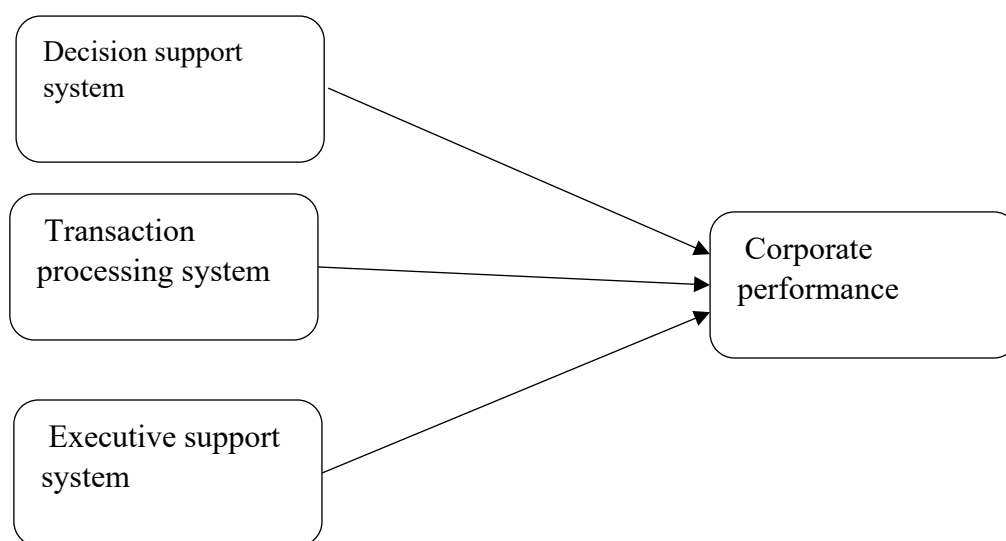 Decision support
system
Transaction
processing system
Corporate
performance
Executive support
system